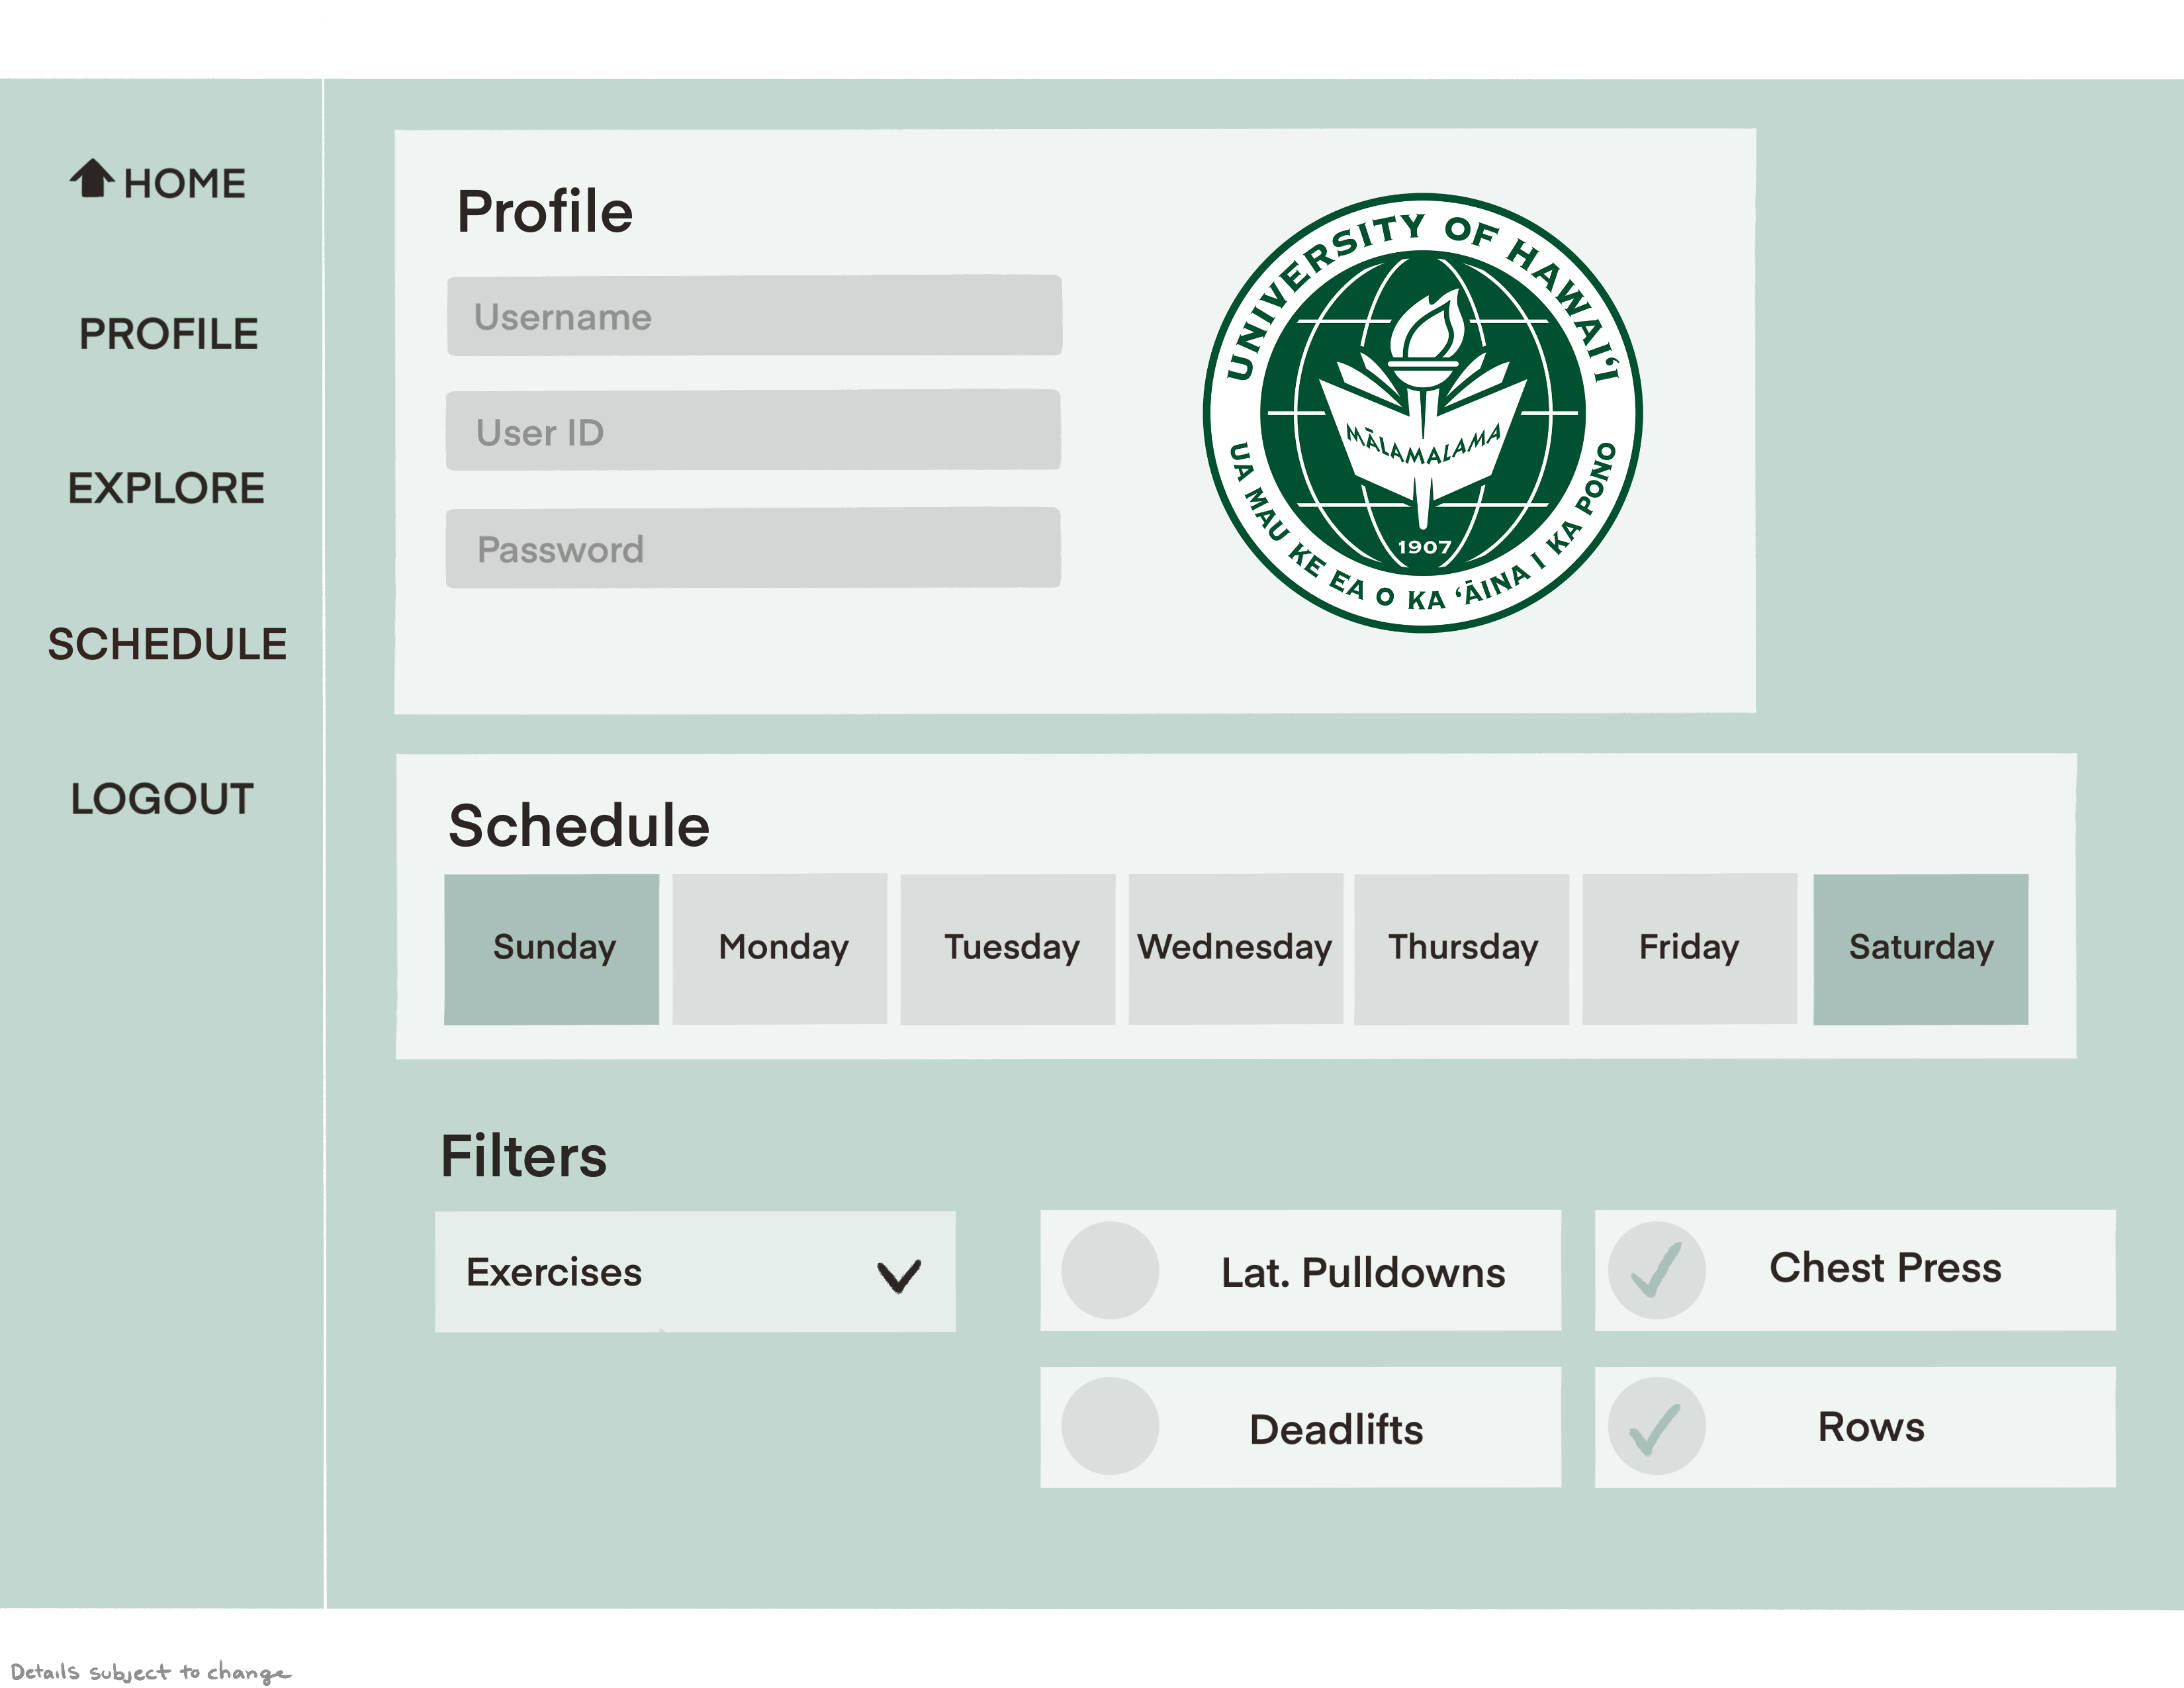 HOME
PROFILE
EXPLORE
SCHEDULE
LOGOUT
Profile
Username
User ID
Password
UNIVERSITY OF HAWAIʻI
MĀLAMALAMA
1907
UA MAU KE EA O KA ʻĀINA I KA PONO
Schedule
Sunday Monday Tuesday Wednesday Thursday Friday Saturday
Filters
Exercises
Lat. Pulldowns
Chest Press
Deadlifts
Rows
Details subject to change